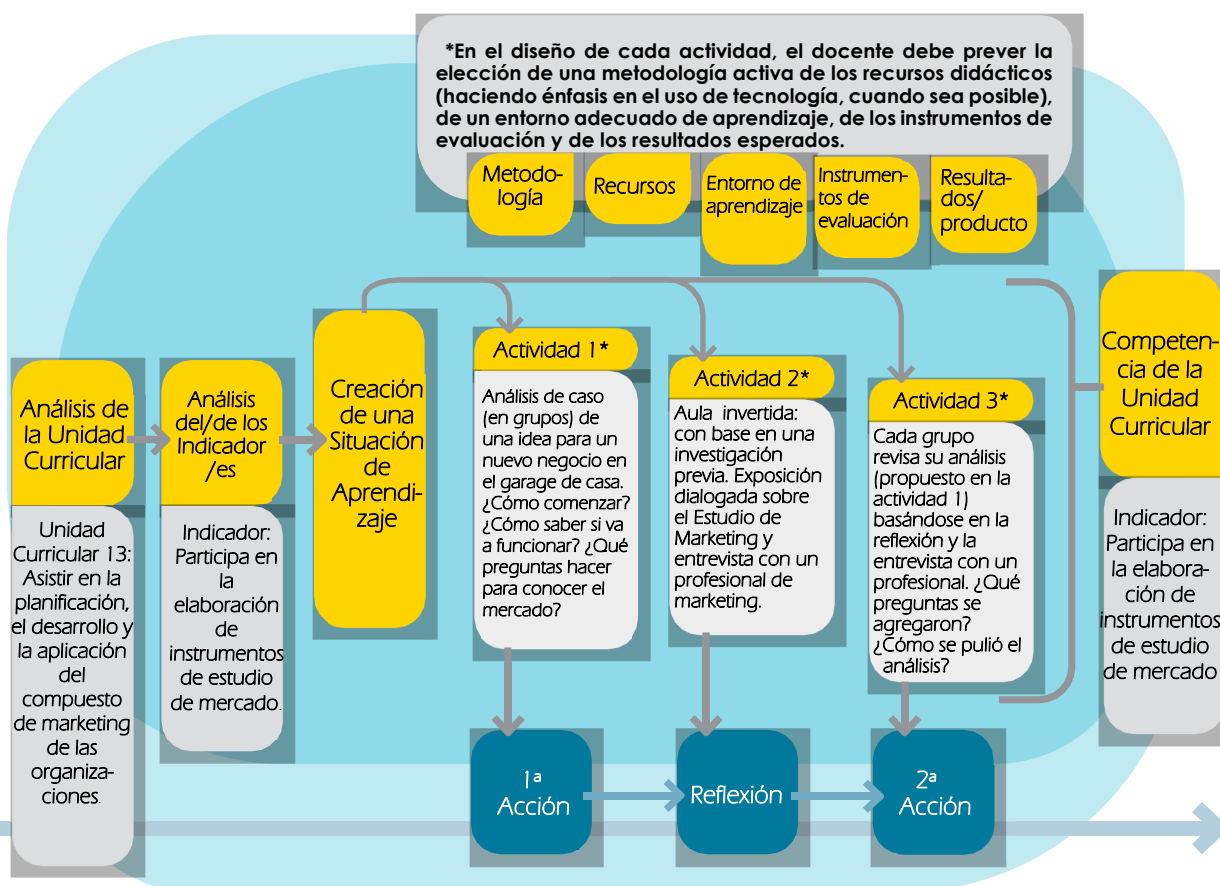 *En el diseño de cada actividad, el docente debe prever la
elección de una metodología activa de los recursos didácticos
(haciendo énfasis en el uso de tecnología, cuando sea posible),
de un entorno adecuado de aprendizaje, de los instrumentos de
evaluación y de los resultados esperados.
Metodo-
logía
Recursos
Entorno de
aprendizaje
Instrumen-
tos de
evaluación
Resulta-
dos/
producto
Análisis de
la Unidad
Curricular
Unidad
Curricular 13:
Asistir en la
planificación,
el desarrollo y
la aplicación
del
compuesto
de marketing
de las
organiza-
ciones.
Análisis
del/de los
Indicador
/es
Indicador:
Participa en
la
elaboración
de
instrumentos
de estudio
de mercado.
Creación
de una
Situación
de
Aprendi-
zaje
Actividad 1*
Análisis de caso
(en grupos) de
una idea para un
nuevo negocio en
el garage de casa.
¿Cómo comenzar?
¿Cómo saber si va
a funcionar? ¿Qué
preguntas hacer
para conocer el
mercado?
Actividad 2*
Aula invertida:
con base en una
investigación
previa. Exposición
dialogada sobre
el Estudio de
Marketing y
entrevista con un
profesional de
marketing.
Actividad 3*
Cada grupo
revisa su análisis
(propuesto en la
actividad 1)
basándose en la
reflexión y la
entrevista con un
profesional. ¿Qué
preguntas se
agregaron?
¿Cómo se pulió el
análisis?
Competen-
cia de la
Unidad
Curricular
Indicador:
Participa en
la elabora-
ción de
instrumentos
de estudio
de mercado
1ª
Acción
Reflexión
2ª
Acción